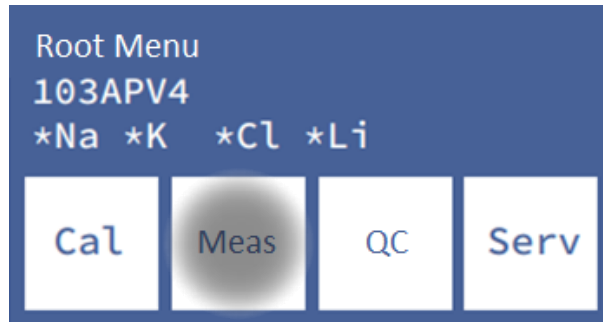 Root Menu
103APV4
*Na *K *Cl *Li
Cal Meas QC Serv